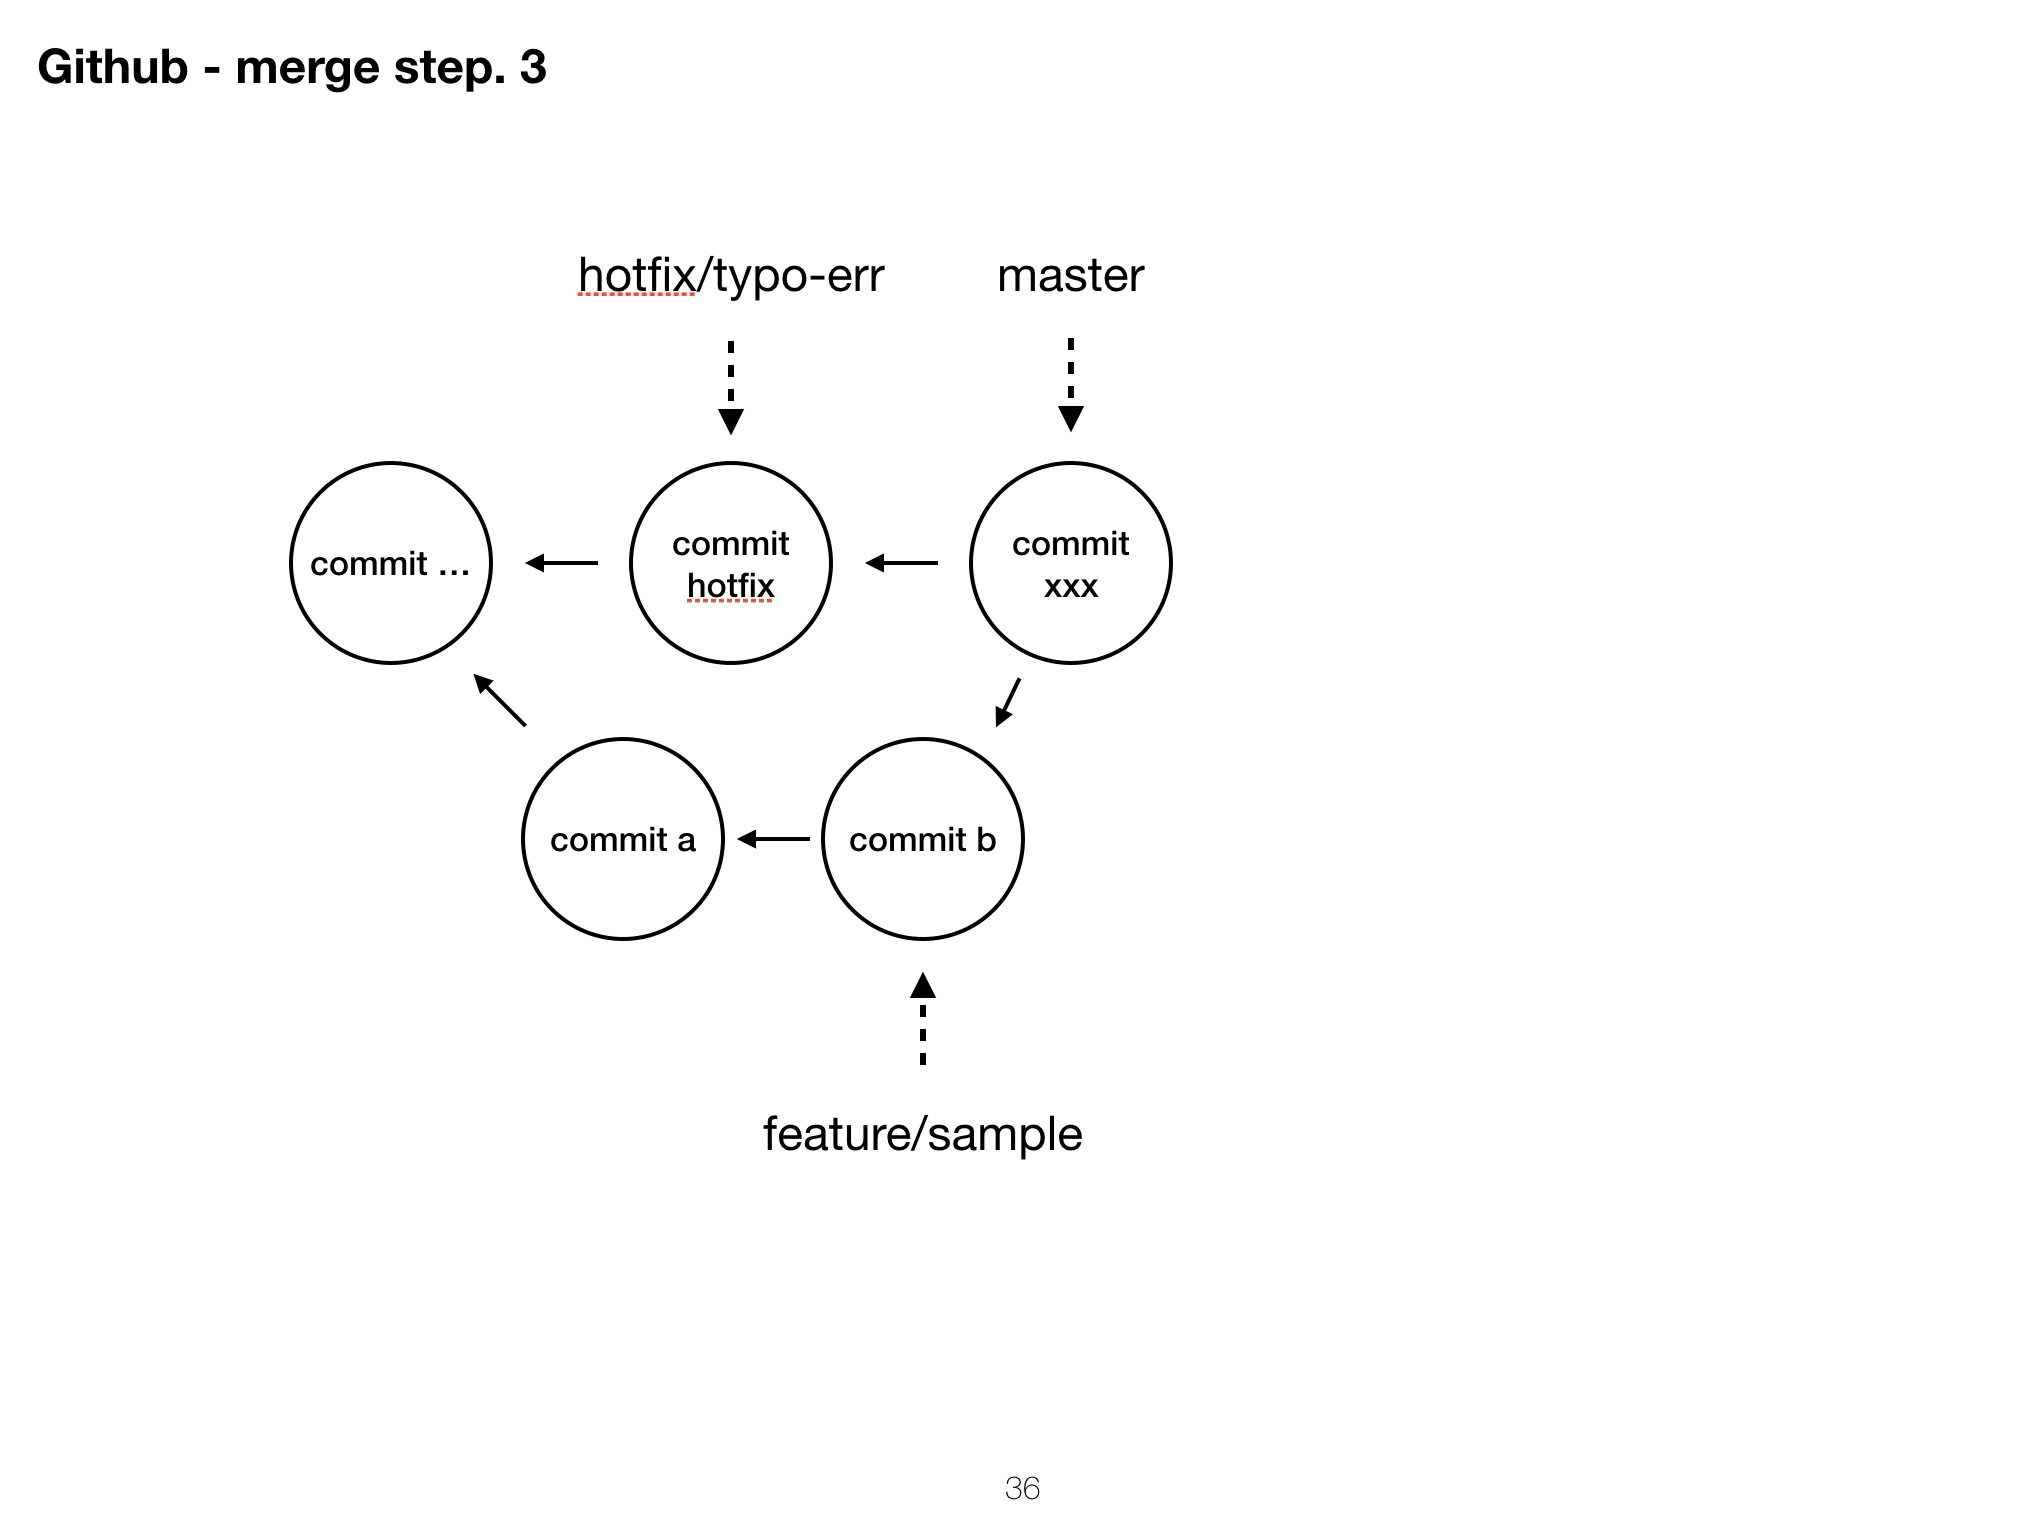 Github - merge step. 3
hotfix/typo-err
master
commit ...
commit
hotfix
commit
xxx
commit a
commit b
feature/sample
36